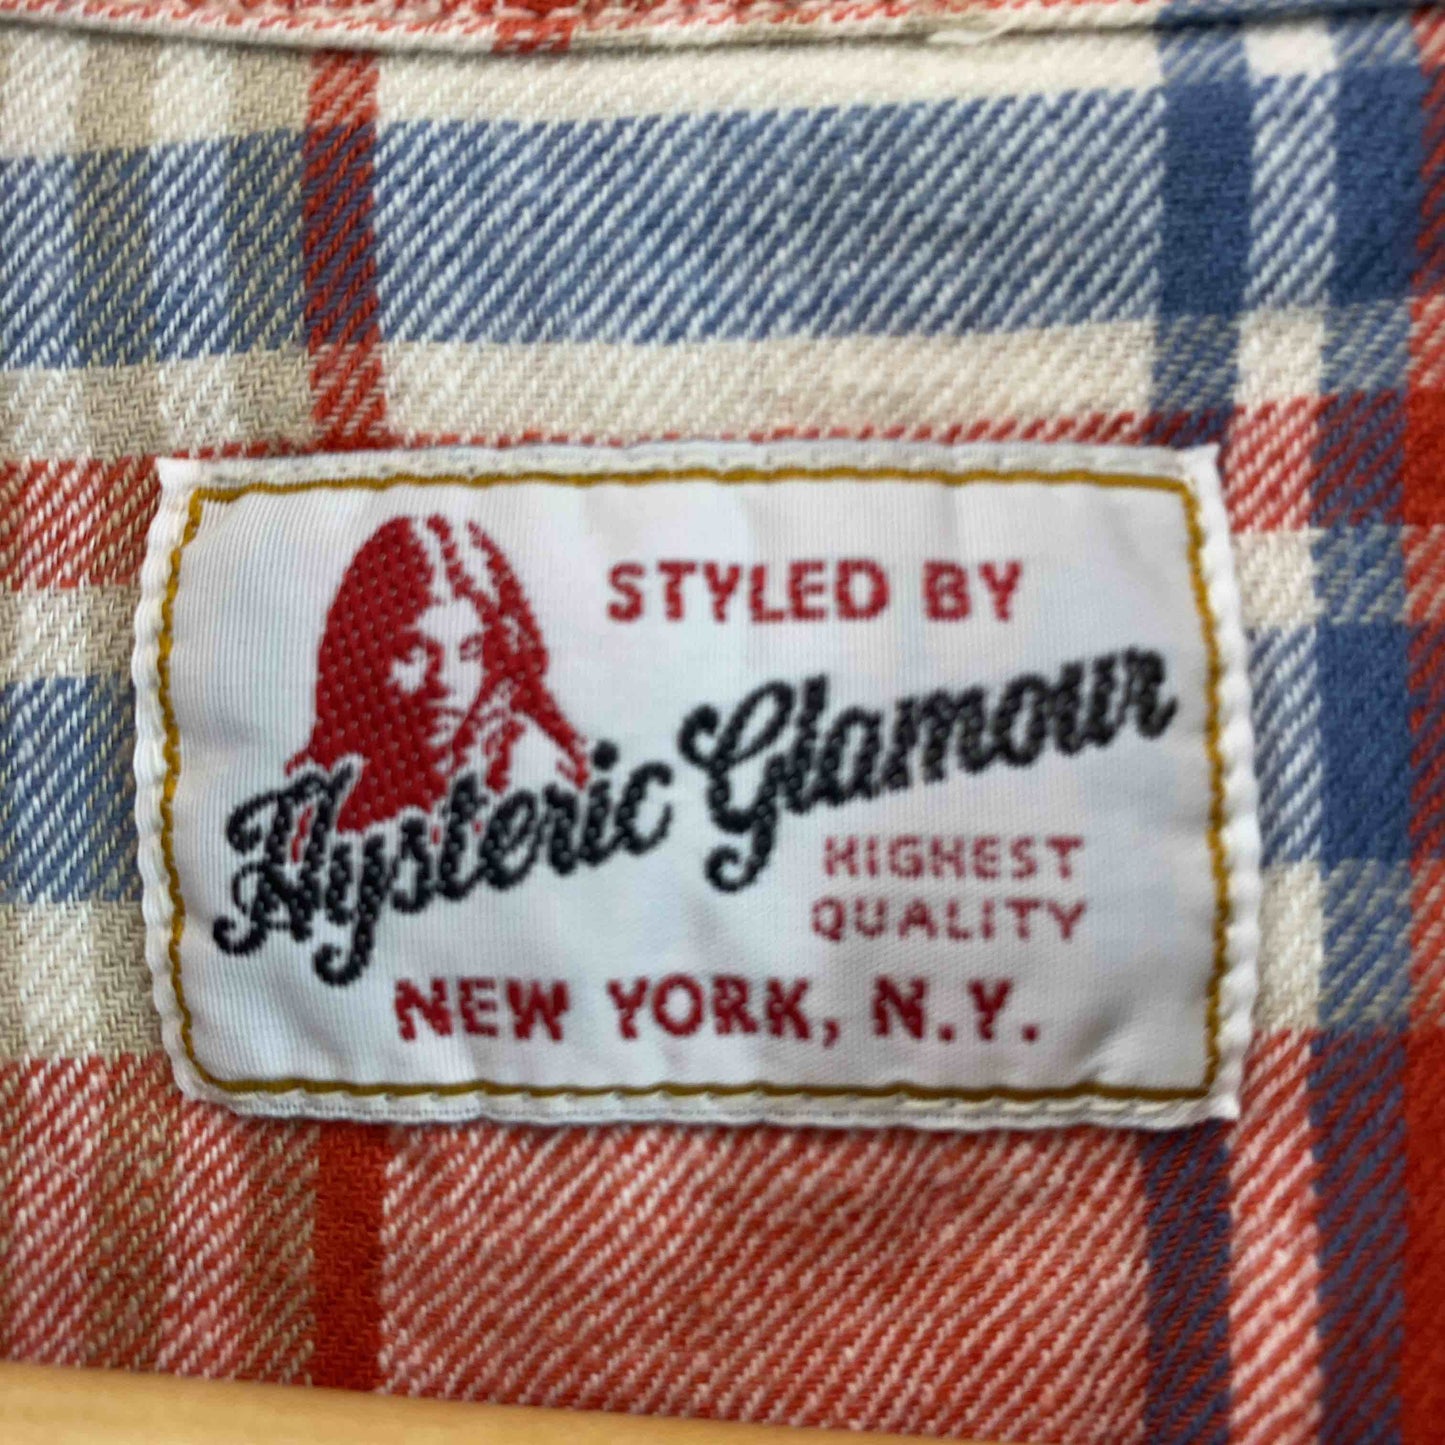 STYLED BY
Hysteric Glamour
HIGHEST
QUALITY
NEW YORK, N.Y.